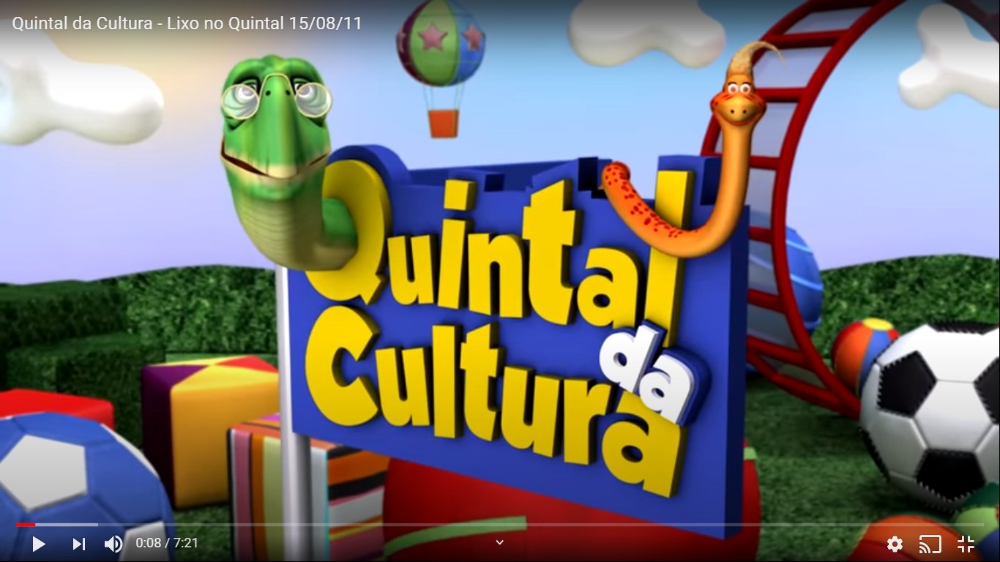 Quintal da Cultura - Lixo no Quintal 15/08/11
Quintal
da
Cultura
0:08 / 7:21